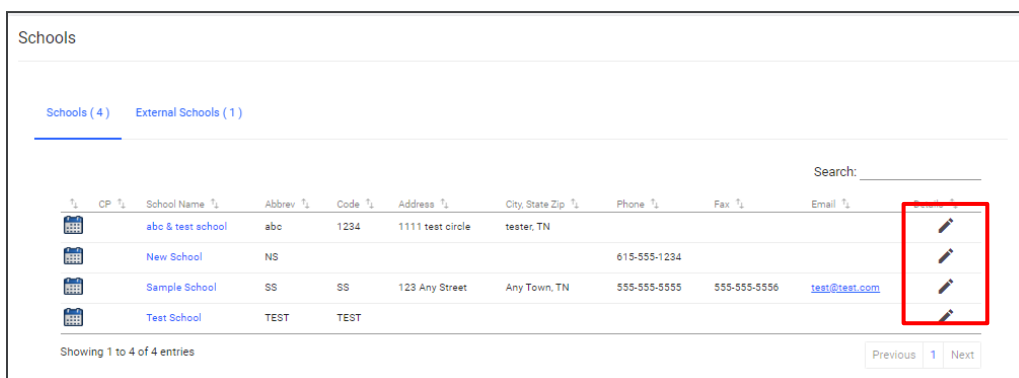 Schools
Schools ( 4 ) External Schools ( 1 )
Search:
CP School Name Abbrev Code Address City, State Zip Phone Fax Email Details
abc & test school abc 1234 1111 test circle tester, TN
New School NS 615-555-1234
Sample School SS SS 123 Any Street Any Town, TN 555-555-5555 555-555-5556 test@test.com
Test School TEST TEST
Showing 1 to 4 of 4 entries Previous 1 Next